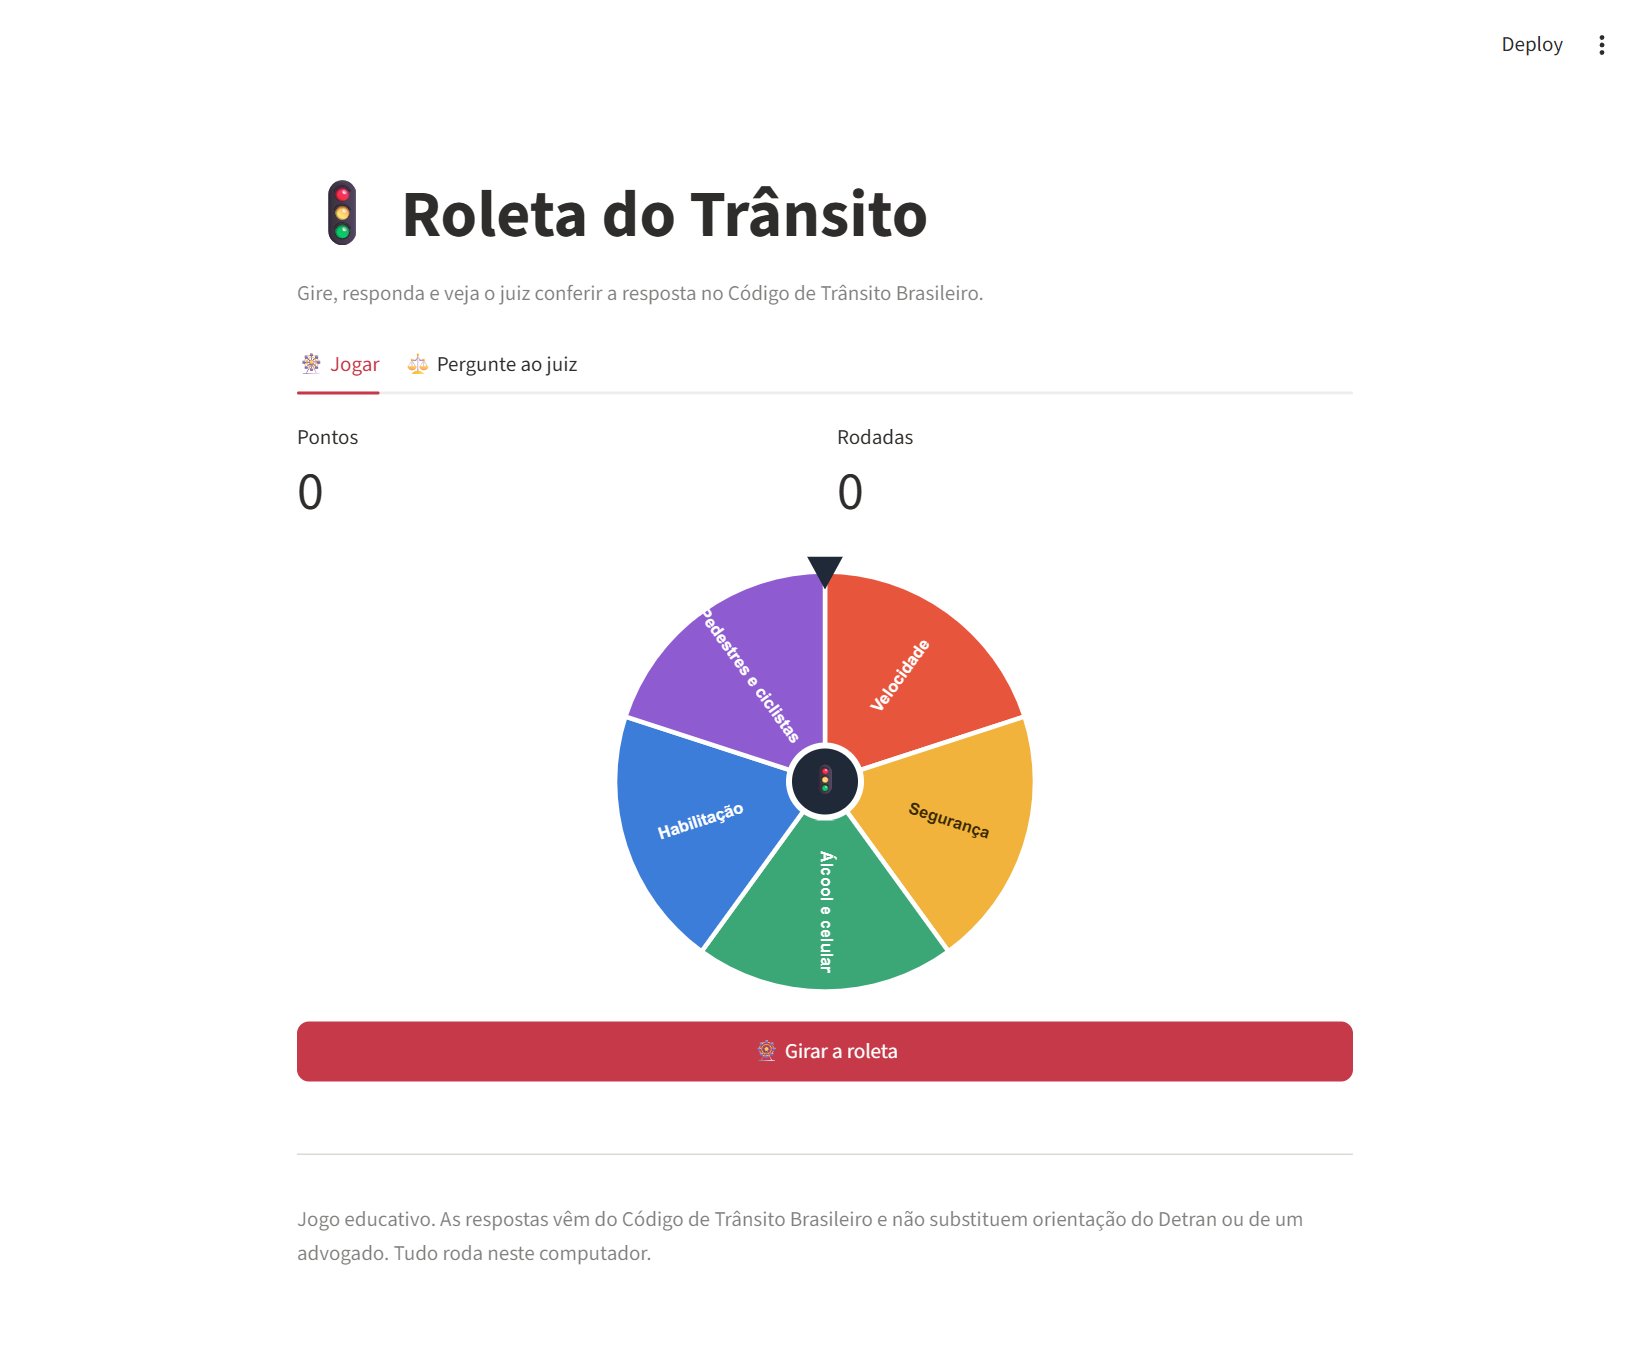 Deploy
Roleta do Trânsito
Gire, responda e veja o juiz conferir a resposta no Código de Trânsito Brasileiro.
Jogar
Pergunte ao juiz
Pontos
Rodadas
0
0
Pedestres e ciclistas
Velocidade
Habilitação
Segurança
Álcool e celular
Girar a roleta
Jogo educativo. As respostas vêm do Código de Trânsito Brasileiro e não substituem orientação do Detran ou de um
advogado. Tudo roda neste computador.